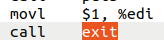 movl $1, %edi
call exit